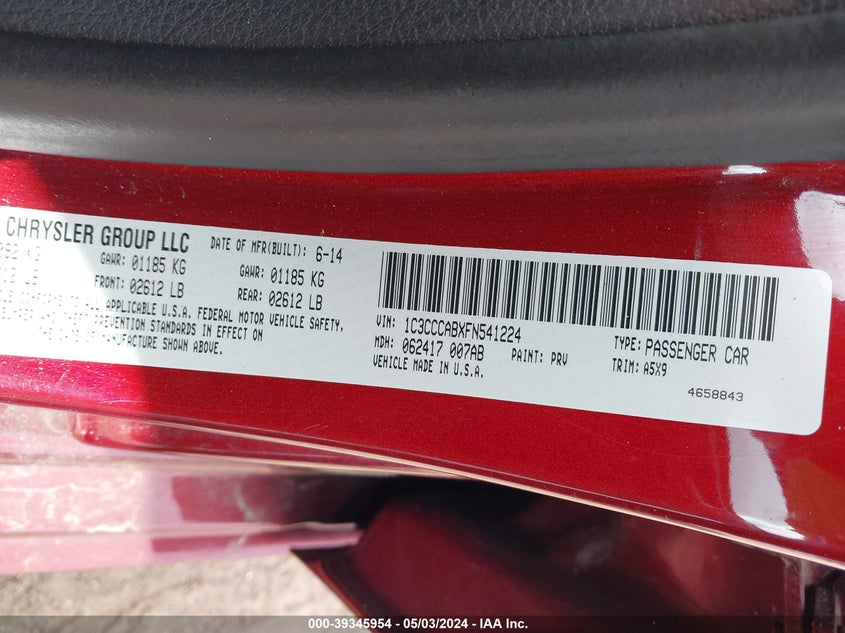 CHRYSLER GROUP LLC
DATE OF MFR(BUILT): 6-14
GAWR: 01185 KG
GAWR: 01185 KG
FRONT: 02612 LB
REAR: 02612 LB
ALL APPLICABLE U.S.A. FEDERAL MOTOR VEHICLE SAFETY,
PREVENTION STANDARDS IN EFFECT ON
MANUFACTURE SHOWN ABOVE.
VIN: 1C3CCCABXFN541224
TYPE: PASSENGER CAR
MDH: 062417 007AB
PAINT: PRV
TRIM: A5X9
VEHICLE MADE IN U.S.A.
4658843
000-39345954 - 05/03/2024 - IAA Inc.